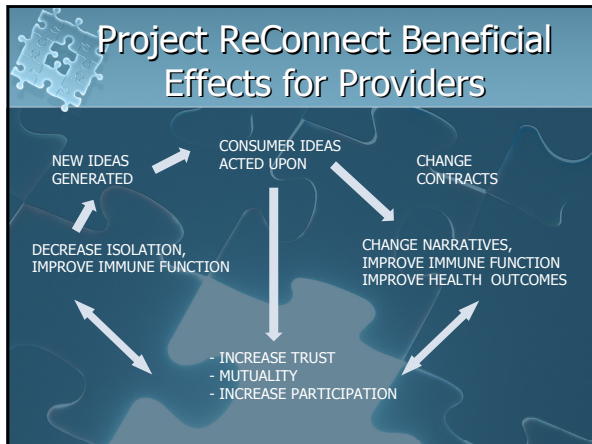 Project ReConnect Beneficial
Effects for Providers
NEW IDEAS
GENERATED
CONSUMER IDEAS
ACTED UPON
CHANGE
CONTRACTS
DECREASE ISOLATION,
IMPROVE IMMUNE FUNCTION
CHANGE NARRATIVES,
IMPROVE IMMUNE FUNCTION
IMPROVE HEALTH OUTCOMES
- INCREASE TRUST
- MUTUALITY
- INCREASE PARTICIPATION